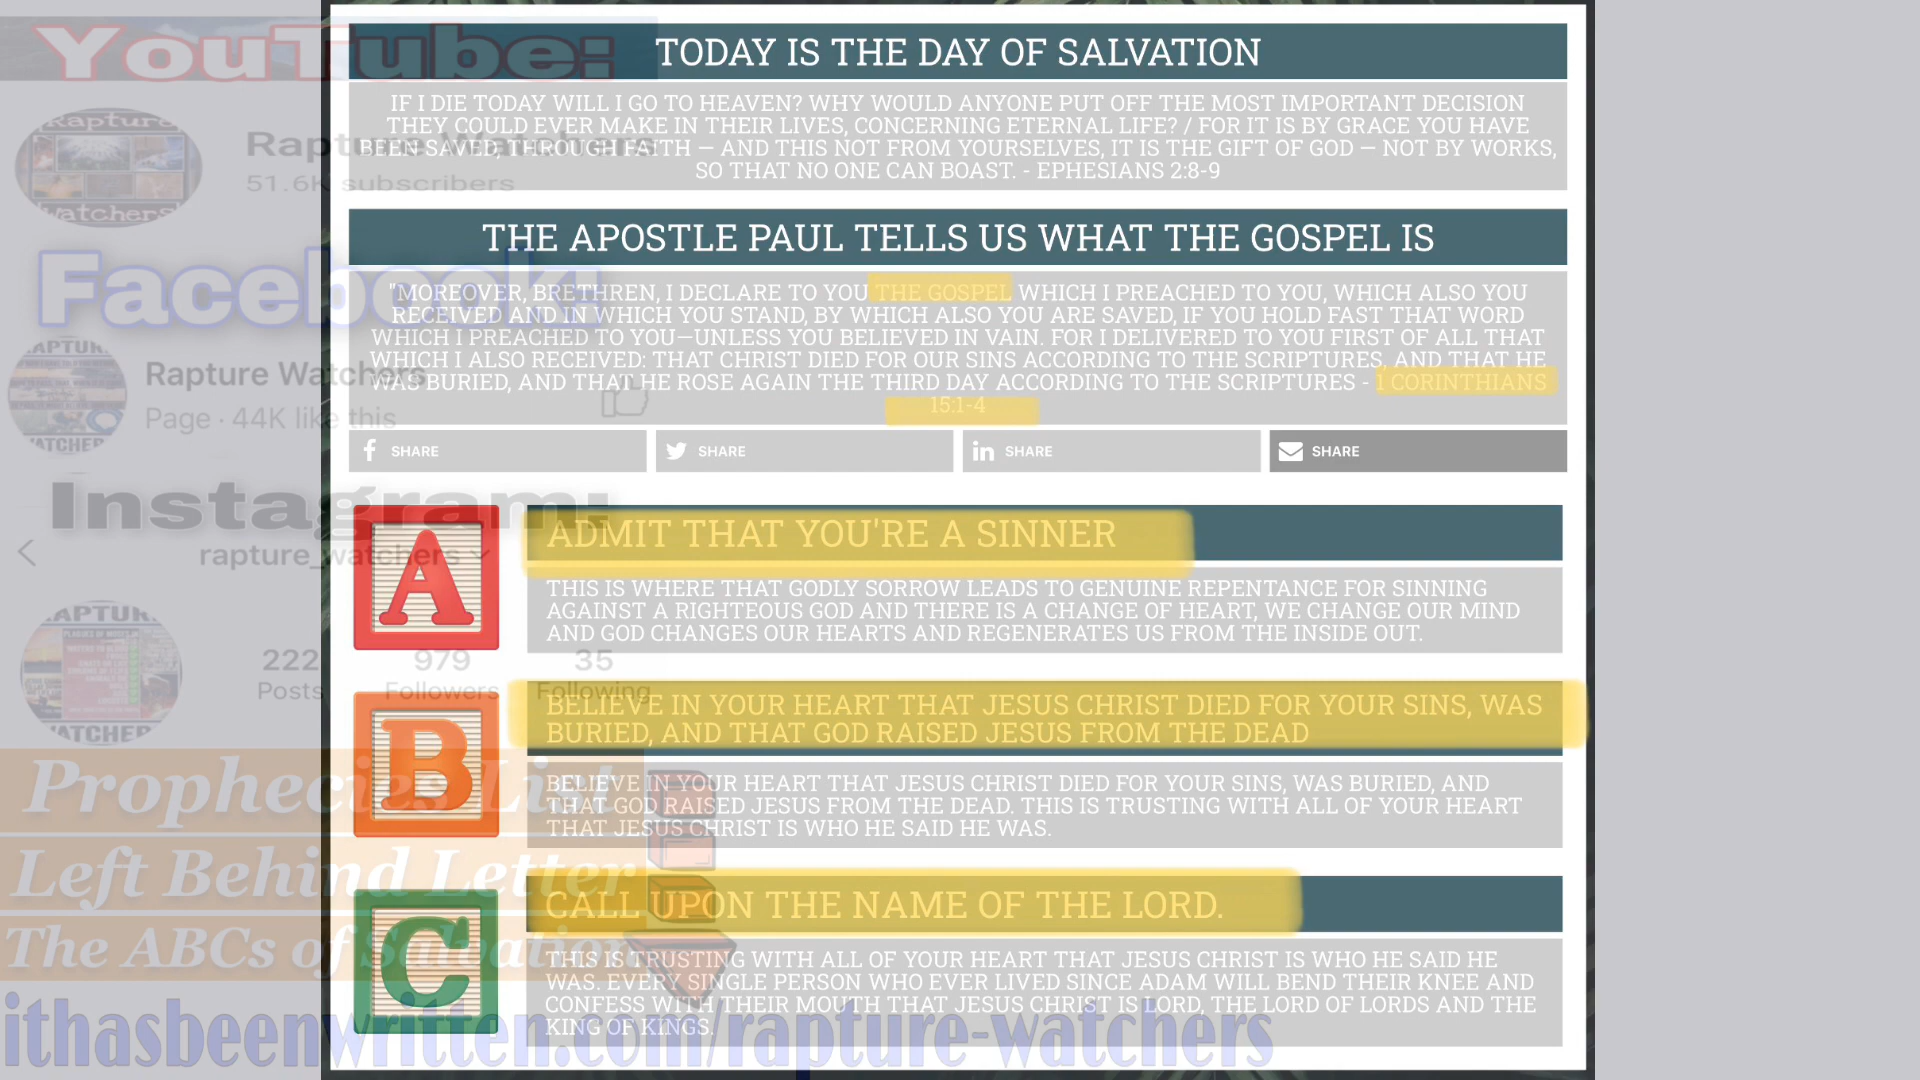 YouTube:
Rapture
Watchers
Rapture Watchers
51.6K subscribers
Facebook:
Rapture Watchers
Page · 44K like this
Instagram:
rapture_watchers
222
Posts
979
Followers
35
Following
Prophecies List
Left Behind Letter
The ABCs of Salvation
ithasbeenwritten.com/rapture-watchers
TODAY IS THE DAY OF SALVATION
IF I DIE TODAY WILL I GO TO HEAVEN? WHY WOULD ANYONE PUT OFF THE MOST IMPORTANT DECISION
THEY COULD EVER MAKE IN THEIR LIVES, CONCERNING ETERNAL LIFE? / FOR IT IS BY GRACE YOU HAVE
BEEN SAVED, THROUGH FAITH — AND THIS NOT FROM YOURSELVES, IT IS THE GIFT OF GOD — NOT BY WORKS,
SO THAT NO ONE CAN BOAST. - EPHESIANS 2:8-9
THE APOSTLE PAUL TELLS US WHAT THE GOSPEL IS
"MOREOVER, BRETHREN, I DECLARE TO YOU THE GOSPEL WHICH I PREACHED TO YOU, WHICH ALSO YOU
RECEIVED AND IN WHICH YOU STAND, BY WHICH ALSO YOU ARE SAVED, IF YOU HOLD FAST THAT WORD
WHICH I PREACHED TO YOU—UNLESS YOU BELIEVED IN VAIN. FOR I DELIVERED TO YOU FIRST OF ALL THAT
WHICH I ALSO RECEIVED: THAT CHRIST DIED FOR OUR SINS ACCORDING TO THE SCRIPTURES, AND THAT HE
WAS BURIED, AND THAT HE ROSE AGAIN THE THIRD DAY ACCORDING TO THE SCRIPTURES - 1 CORINTHIANS
15:1-4
SHARE
SHARE
SHARE
SHARE
A
ADMIT THAT YOU'RE A SINNER
THIS IS WHERE THAT GODLY SORROW LEADS TO GENUINE REPENTANCE FOR SINNING
AGAINST A RIGHTEOUS GOD AND THERE IS A CHANGE OF HEART, WE CHANGE OUR MIND
AND GOD CHANGES OUR HEARTS AND REGENERATES US FROM THE INSIDE OUT.
B
BELIEVE IN YOUR HEART THAT JESUS CHRIST DIED FOR YOUR SINS, WAS
BURIED, AND THAT GOD RAISED JESUS FROM THE DEAD
BELIEVE IN YOUR HEART THAT JESUS CHRIST DIED FOR YOUR SINS, WAS BURIED, AND
THAT GOD RAISED JESUS FROM THE DEAD. THIS IS TRUSTING WITH ALL OF YOUR HEART
THAT JESUS CHRIST IS WHO HE SAID HE WAS.
C
CALL UPON THE NAME OF THE LORD.
THIS IS TRUSTING WITH ALL OF YOUR HEART THAT JESUS CHRIST IS WHO HE SAID HE
WAS. EVERY SINGLE PERSON WHO EVER LIVED SINCE ADAM WILL BEND THEIR KNEE AND
CONFESS WITH THEIR MOUTH THAT JESUS CHRIST IS LORD, THE LORD OF LORDS AND THE
KING OF KINGS.